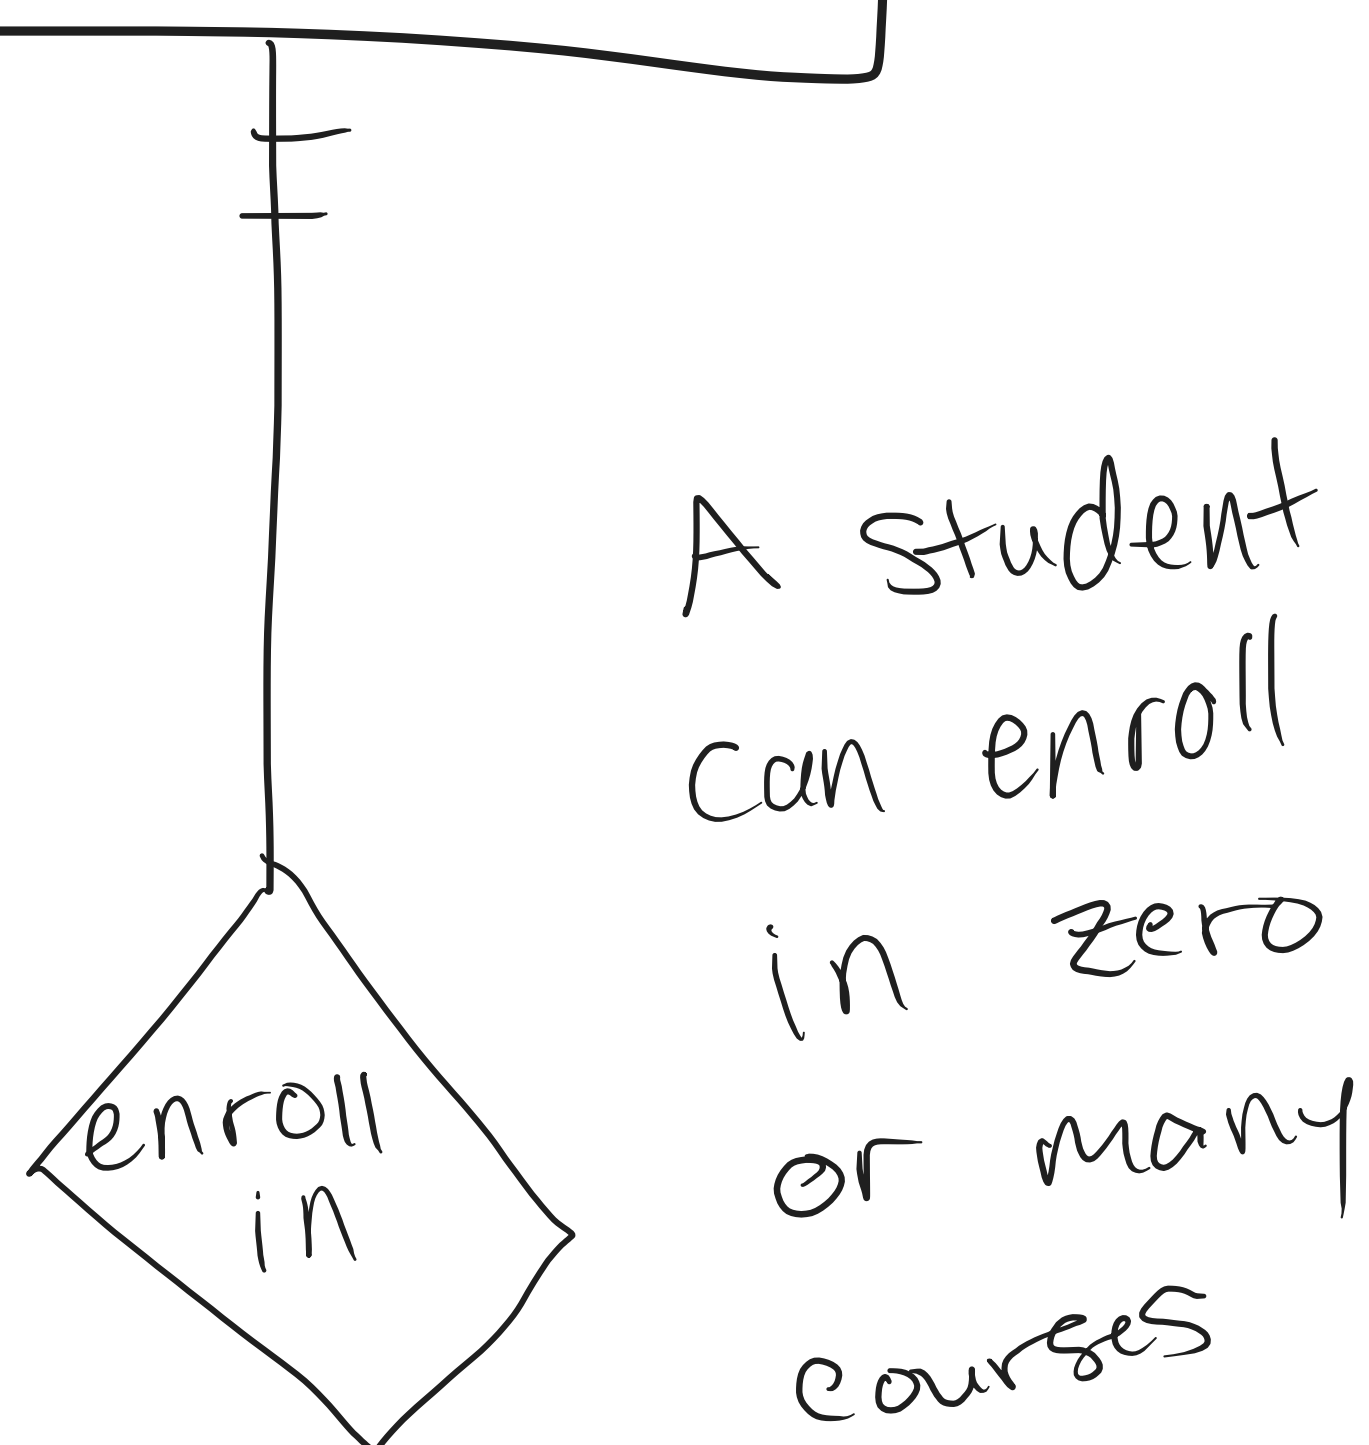 A student
can enroll
in zero
or many
courses
enroll
in